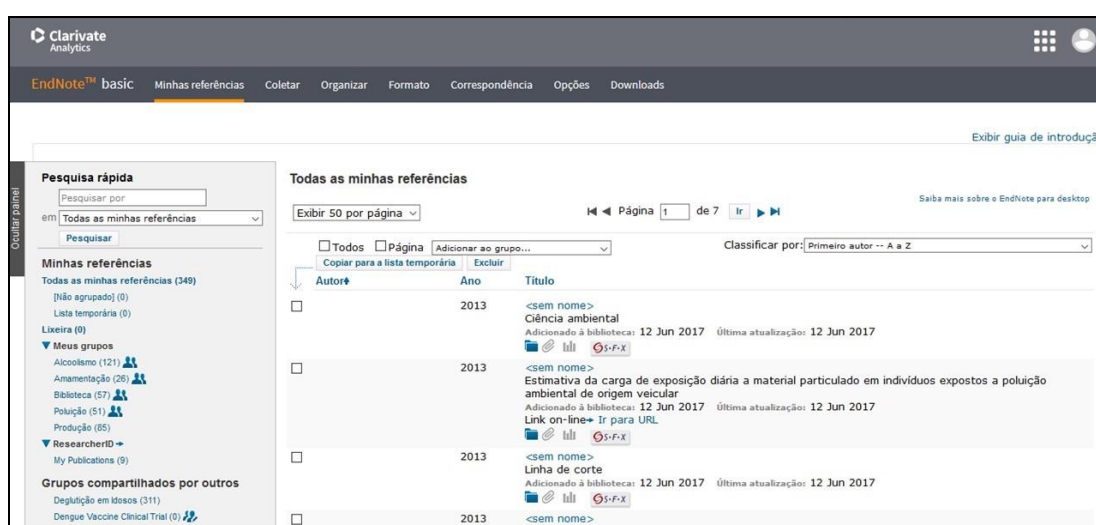 Clarivate
Analytics
EndNote™ basic Minhas referências Coletar Organizar Formato Correspondência Opções Downloads
Exibir guia de introduçã
Ocultar painel
Pesquisa rápida
Pesquisar por
em Todas as minhas referências
Pesquisar
Minhas referências
Todas as minhas referências (349)
[Não agrupado] (0)
Lista temporária (0)
Lixeira (0)
Meus grupos
Alcoolismo (121)
Amamentação (26)
Biblioteca (57)
Poluição (51)
Produção (85)
ResearcherID
My Publications (9)
Grupos compartilhados por outros
Deglutição em Idosos (311)
Dengue Vaccine Clinical Trial (0)
Todas as minhas referências
Saiba mais sobre o EndNote para desktop
Exibir 50 por página Página 1 de 7 Ir
Todos Página Adicionar ao grupo... Classificar por: Primeiro autor -- A a Z
Copiar para a lista temporária Excluir
Autor Ano Título
2013 <sem nome>
Ciência ambiental
Adicionado à biblioteca: 12 Jun 2017 Última atualização: 12 Jun 2017
S·F·X
2013 <sem nome>
Estimativa da carga de exposição diária a material particulado em indivíduos expostos a poluição
ambiental de origem veicular
Adicionado à biblioteca: 12 Jun 2017 Última atualização: 12 Jun 2017
Link on-line Ir para URL
S·F·X
2013 <sem nome>
Linha de corte
Adicionado à biblioteca: 12 Jun 2017 Última atualização: 12 Jun 2017
S·F·X
2013 <sem nome>